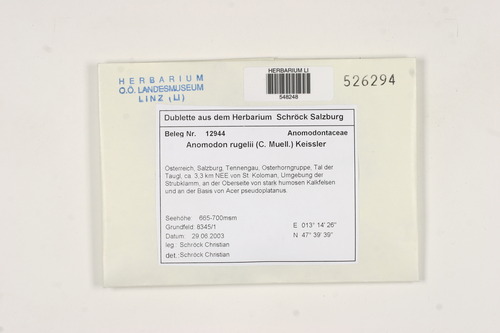 HERBARIUM
O.Ö. LANDESMUSEUM
LINZ (LI)
HERBARIUM LI
548248
526294
Dublette aus dem Herbarium Schröck Salzburg
Beleg Nr. 12944 Anomodontaceae
Anomodon rugelii (C. Muell.) Keissler
Österreich, Salzburg, Tennengau, Osterhorngruppe, Tal der
Taugl, ca. 3,3 km NEE von St. Koloman, Umgebung der
Strubklamm, an der Oberseite von stark humosen Kalkfelsen
und an der Basis von Acer pseudoplatanus.
Seehöhe: 665-700msm
Grundfeld: 8345/1 E 013° 14' 26"
Datum: 29.06.2003 N 47° 39' 39"
leg.: Schröck Christian
det.: Schröck Christian